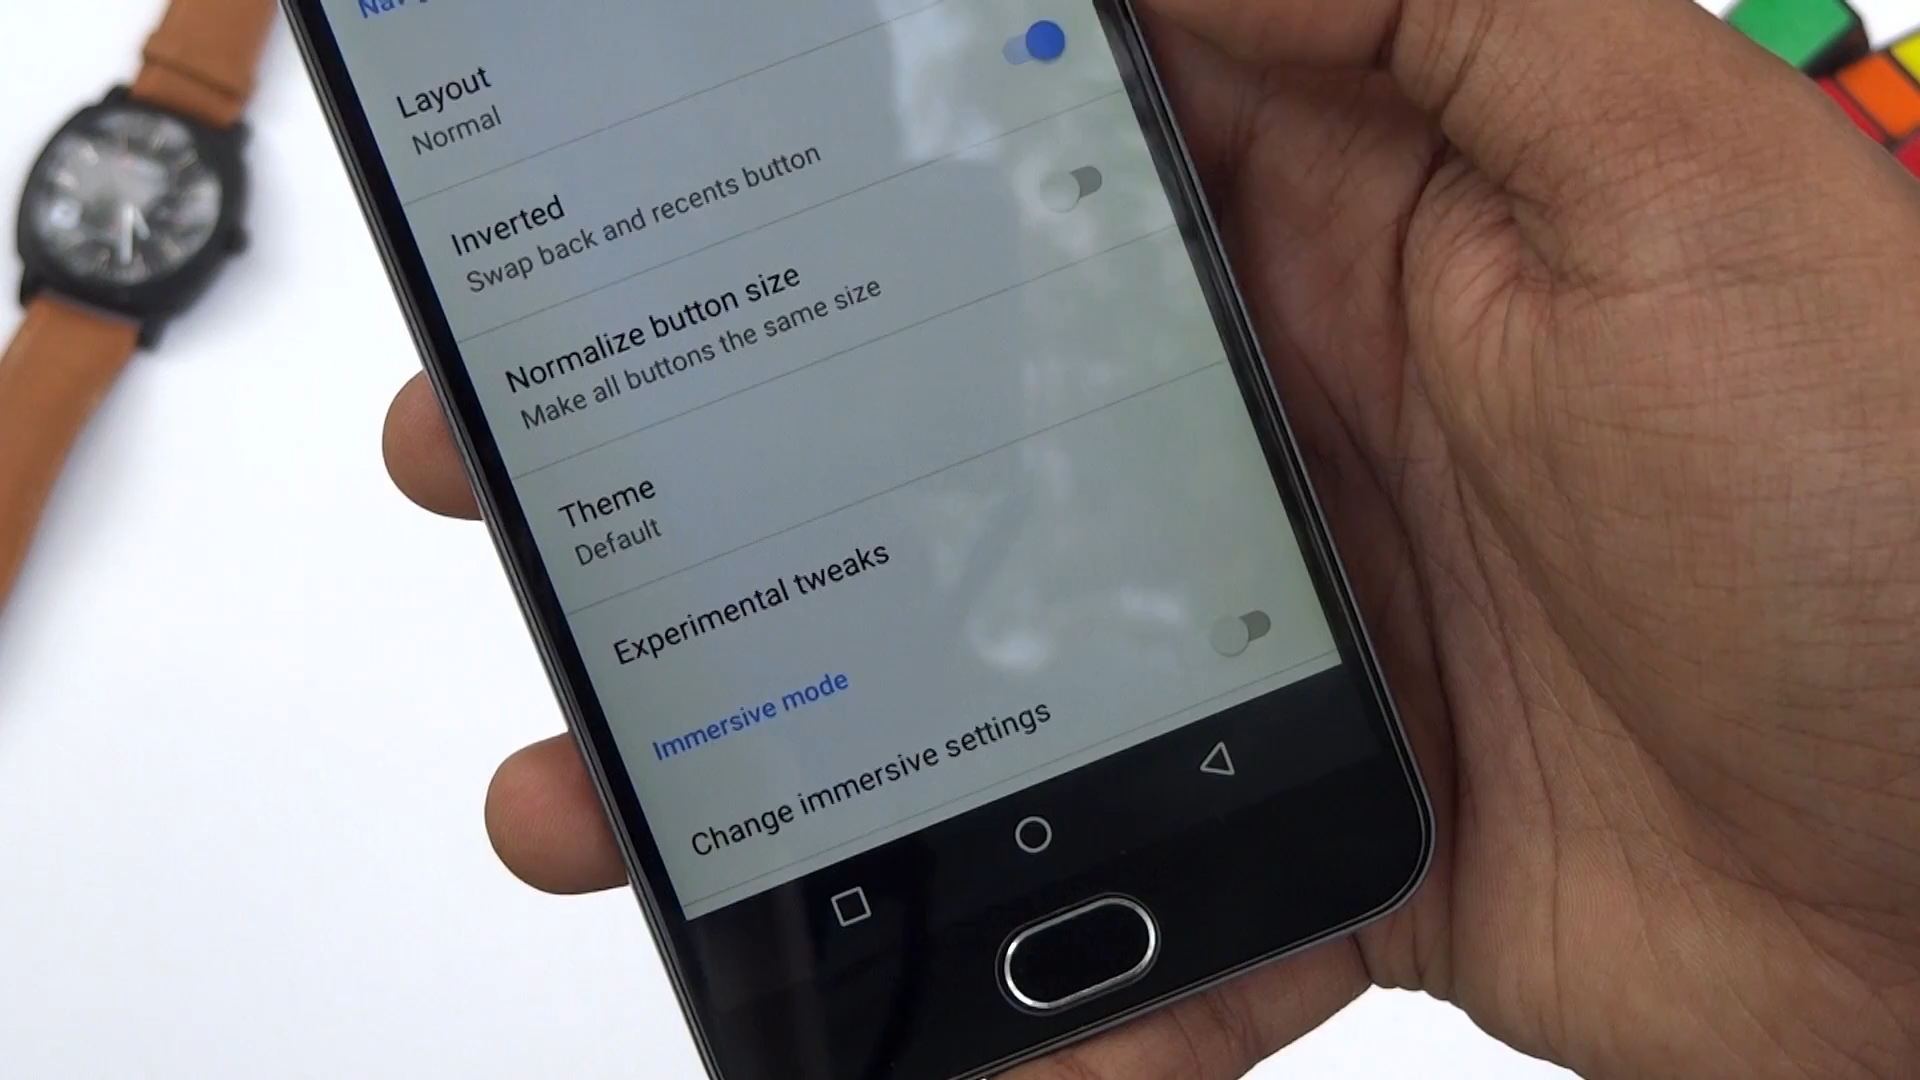 Layout
Normal
Inverted
Swap back and recents button
Normalize button size
Make all buttons the same size
Theme
Default
Experimental tweaks
Immersive mode
Change immersive settings